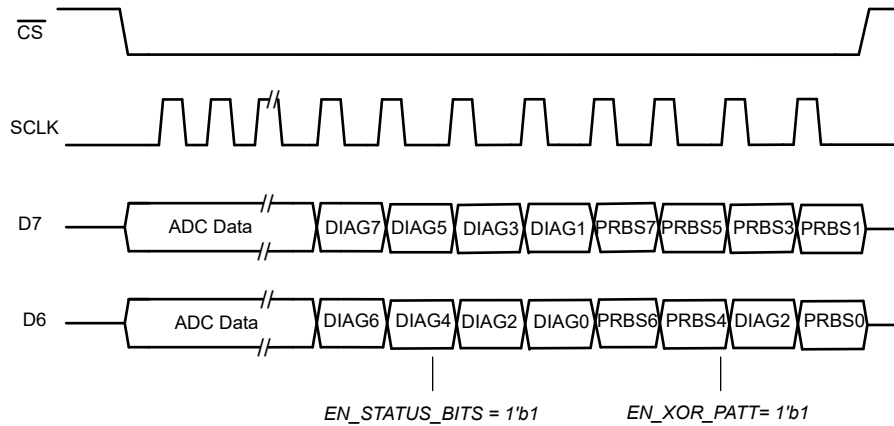 CS
SCLK
D7 ADC Data DIAG7 DIAG5 DIAG3 DIAG1 PRBS7 PRBS5 PRBS3 PRBS1
D6 ADC Data DIAG6 DIAG4 DIAG2 DIAG0 PRBS6 PRBS4 DIAG2 PRBS0
EN_STATUS_BITS = 1'b1 EN_XOR_PATT= 1'b1